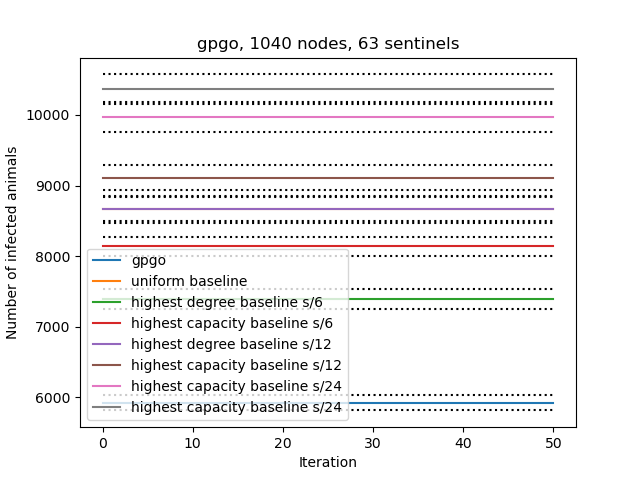 gpgo, 1040 nodes, 63 sentinels
Number of infected animals
10000
9000
8000
7000
6000
gpgo
uniform baseline
highest degree baseline s/6
highest capacity baseline s/6
highest degree baseline s/12
highest capacity baseline s/12
highest capacity baseline s/24
highest capacity baseline s/24
0 10 20 30 40 50
Iteration